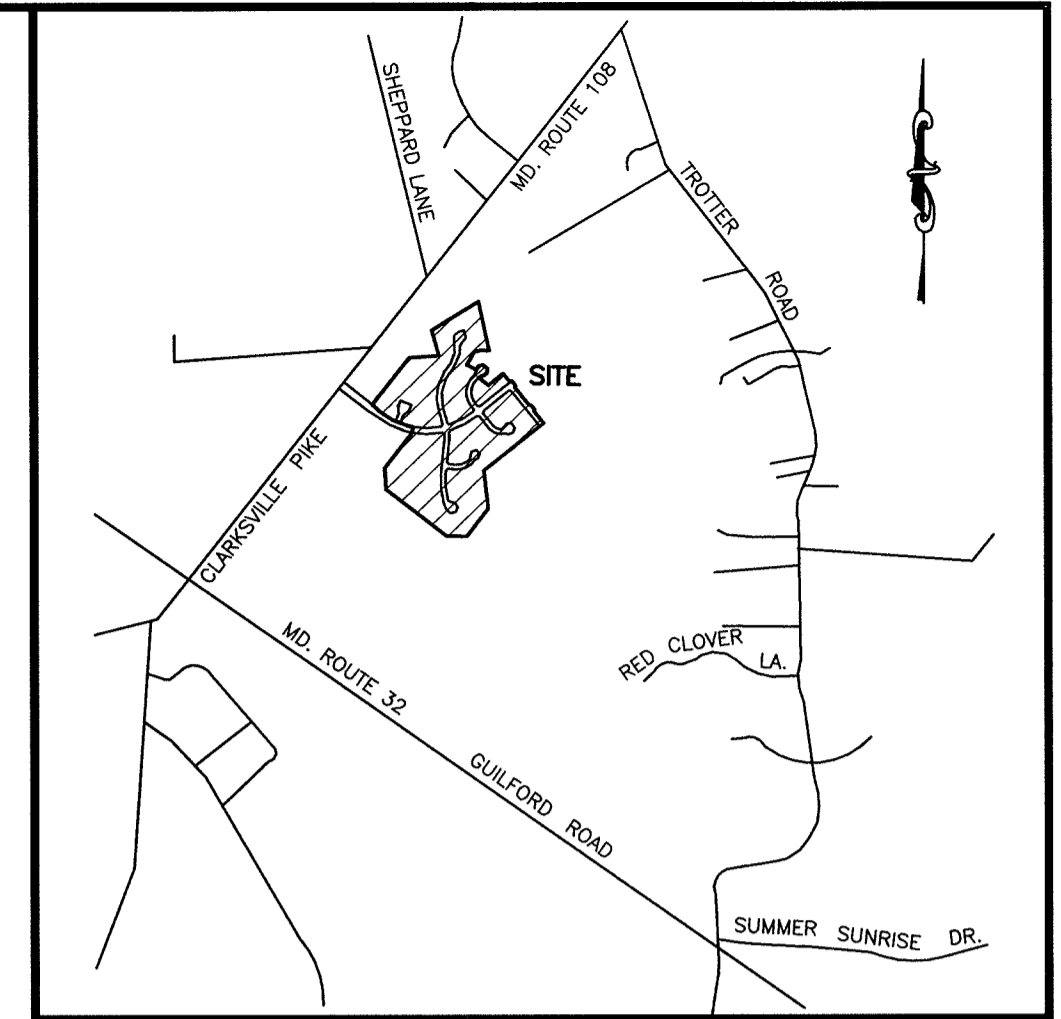 SHEPPARD LANE
MD. ROUTE 108
TROTTER
ROAD
SITE
CLARKSVILLE PIKE
RED CLOVER LA.
MD. ROUTE 32
GUILFORD ROAD
SUMMER SUNRISE DR.